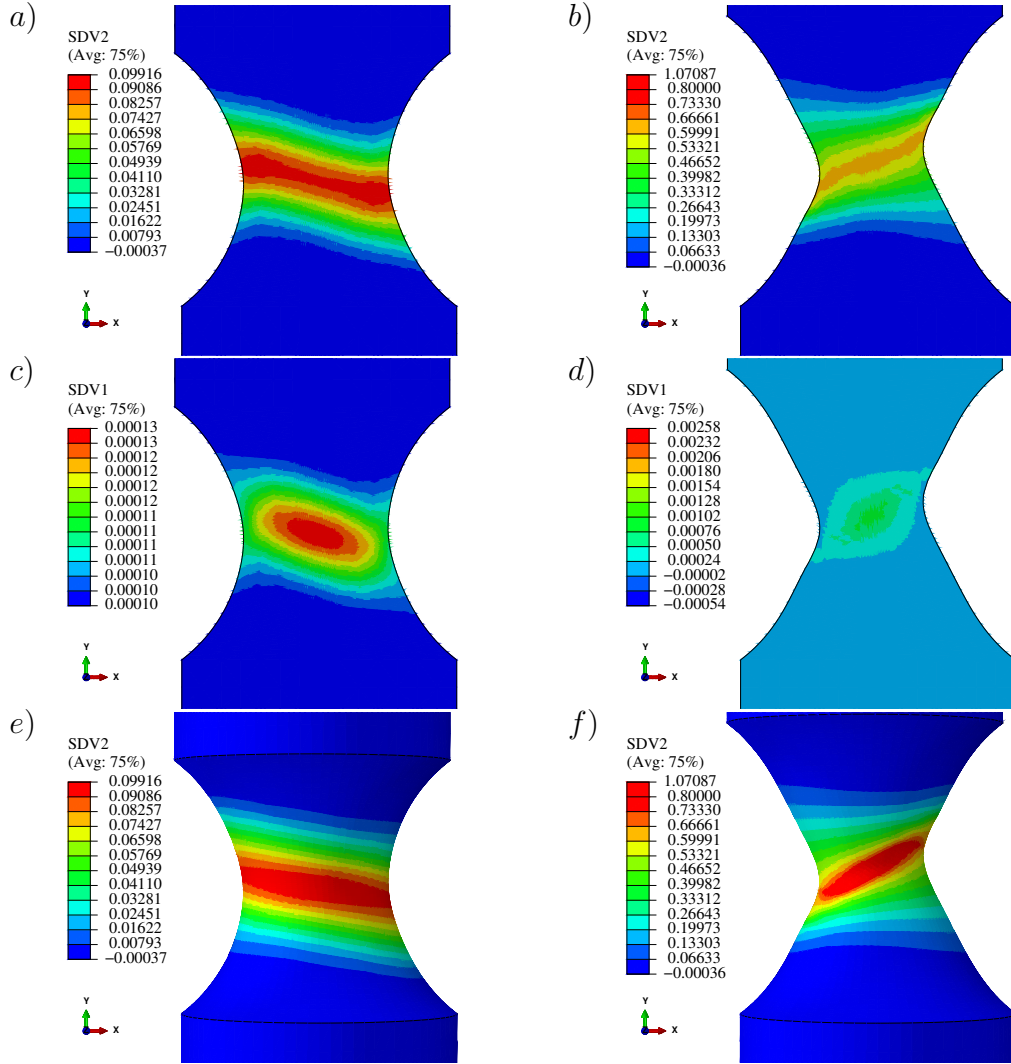 a)
SDV2
(Avg: 75%)
0.09916
0.09086
0.08257
0.07427
0.06598
0.05769
0.04939
0.04110
0.03281
0.02451
0.01622
0.00793
−0.00037
Y
X
b)
SDV2
(Avg: 75%)
1.07087
0.80000
0.73330
0.66661
0.59991
0.53321
0.46652
0.39982
0.33312
0.26643
0.19973
0.13303
0.06633
−0.00036
Y
X
c)
SDV1
(Avg: 75%)
0.00013
0.00013
0.00012
0.00012
0.00012
0.00012
0.00011
0.00011
0.00011
0.00011
0.00010
0.00010
0.00010
Y
X
d)
SDV1
(Avg: 75%)
0.00258
0.00232
0.00206
0.00180
0.00154
0.00128
0.00102
0.00076
0.00050
0.00024
−0.00002
−0.00028
−0.00054
Y
X
e)
SDV2
(Avg: 75%)
0.09916
0.09086
0.08257
0.07427
0.06598
0.05769
0.04939
0.04110
0.03281
0.02451
0.01622
0.00793
−0.00037
Y
X
f)
SDV2
(Avg: 75%)
1.07087
0.80000
0.73330
0.66661
0.59991
0.53321
0.46652
0.39982
0.33312
0.26643
0.19973
0.13303
0.06633
−0.00036
Y
X